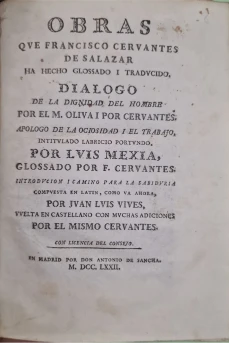 OBRAS
QVE FRANCISCO CERVANTES
DE SALAZAR
HA HECHO GLOSSADO I TRADVCIDO.
DIALOGO
DE LA DIGNIDAD DEL HOMBRE
POR EL M. OLIVA I POR CERVANTES.
APOLOGO DE LA OCIOSIDAD I EL TRABAJO,
INTITVLADO LABRICIO PORTVNDO,
POR LVIS MEXIA,
GLOSSADO POR F. CERVANTES.
INTRODVCION I CAMINO PARA LA SABIDVRIA
COMPVESTA EN LATIN, COMO VA AHORA,
POR JVAN LVIS VIVES,
VVELTA EN CASTELLANO CON MVCHAS ADICIONES
POR EL MISMO CERVANTES.
CON LICENCIA DEL CONSEJO.
EN MADRID POR DON ANTONIO DE SANCHA.
M. DCC. LXXII.